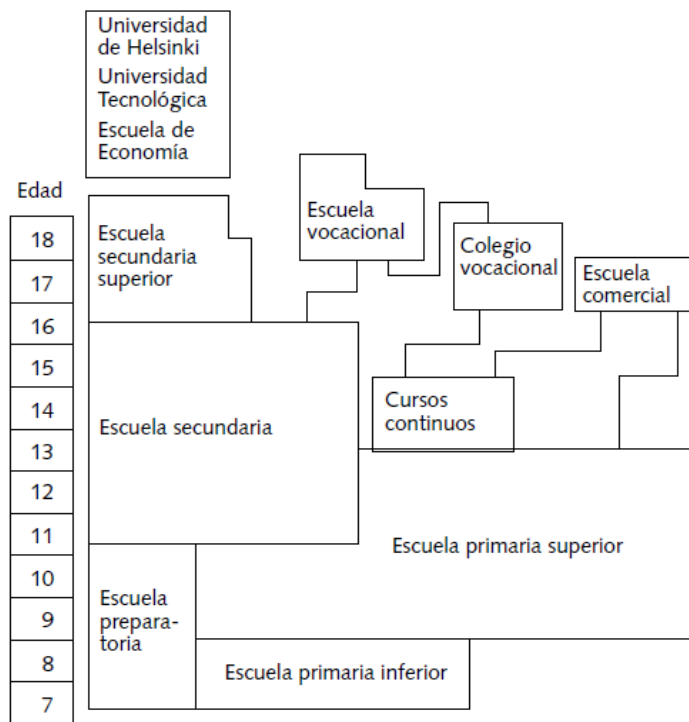 Universidad
de Helsinki
Universidad
Tecnológica
Escuela de
Economía
Edad
18
17
16
15
14
13
12
11
10
9
8
7
Escuela
secundaria
superior
Escuela
vocacional
Colegio
vocacional
Escuela
comercial
Escuela secundaria
Cursos
continuos
Escuela primaria superior
Escuela
prepara-
toria
Escuela primaria inferior